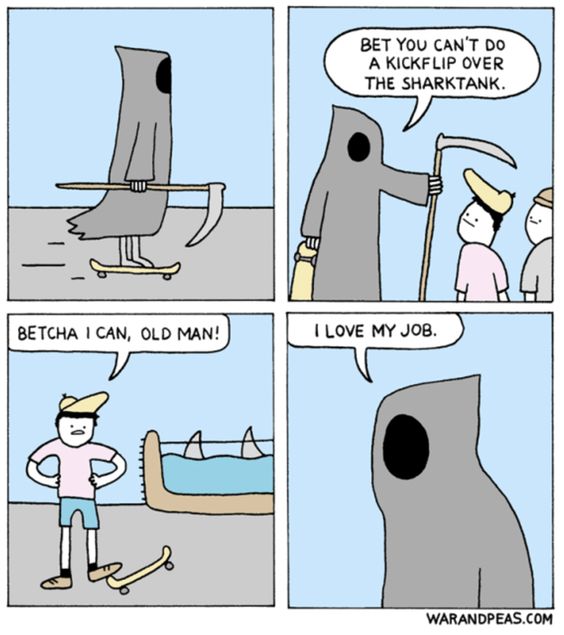 BET YOU CAN'T DO
A KICKFLIP OVER
THE SHARKTANK.
BETCHA I CAN, OLD MAN!
I LOVE MY JOB.
WARANDPEAS.COM